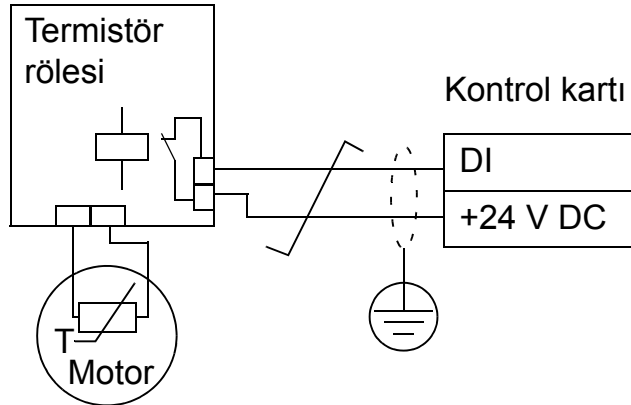 Termistör
rölesi
Kontrol kartı
DI
+24 V DC
T
Motor